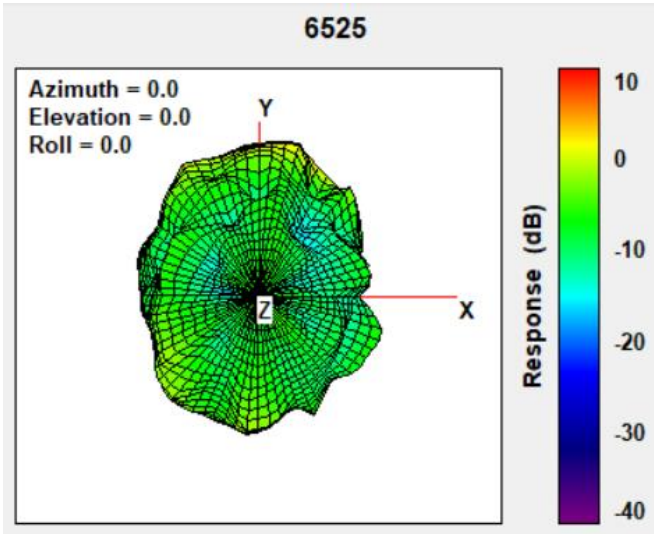 6525
Azimuth = 0.0
Elevation = 0.0
Roll = 0.0
Y
Z
X
10
0
-10
-20
-30
-40
Response (dB)